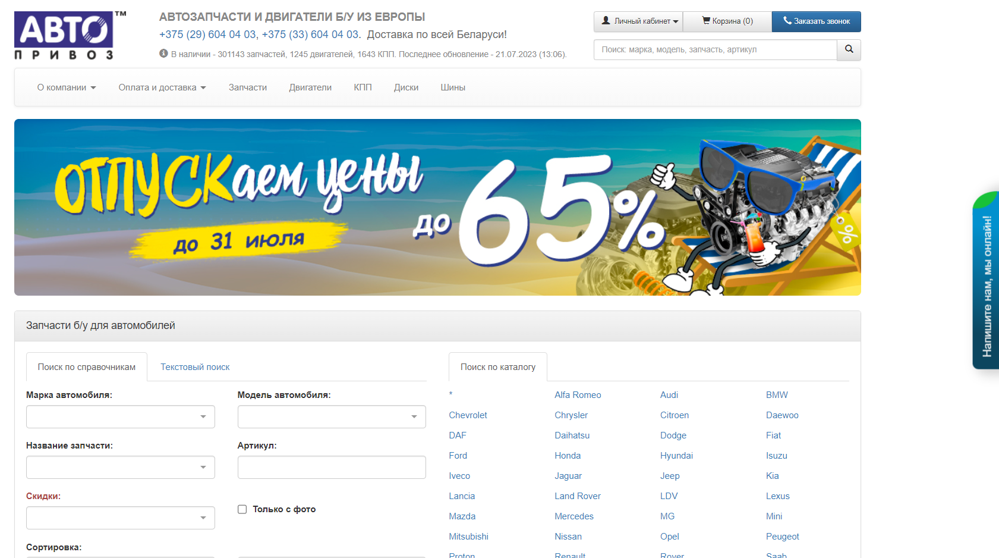 АВТО™
ПРИВОЗ
АВТОЗАПЧАСТИ И ДВИГАТЕЛИ Б/У ИЗ ЕВРОПЫ
+375 (29) 604 04 03, +375 (33) 604 04 03. Доставка по всей Беларуси!
В наличии - 301143 запчастей, 1245 двигателей, 1643 КПП. Последнее обновление - 21.07.2023 (13:06).
Личный кабинет
Корзина (0)
Заказать звонок
Поиск: марка, модель, запчасть, артикул
О компании
Оплата и доставка
Запчасти
Двигатели
КПП
Диски
Шины
ОТПУСКаем цены
до 65%
до 31 июля
%
Напишите нам, мы онлайн!
Запчасти б/у для автомобилей
Поиск по справочникам
Текстовый поиск
Марка автомобиля:
Модель автомобиля:
Название запчасти:
Артикул:
Скидки:
Только с фото
Сортировка:
Поиск по каталогу
* Alfa Romeo Audi BMW
Chevrolet Chrysler Citroen Daewoo
DAF Daihatsu Dodge Fiat
Ford Honda Hyundai Isuzu
Iveco Jaguar Jeep Kia
Lancia Land Rover LDV Lexus
Mazda Mercedes MG Mini
Mitsubishi Nissan Opel Peugeot
Proton Renault Rover Saab